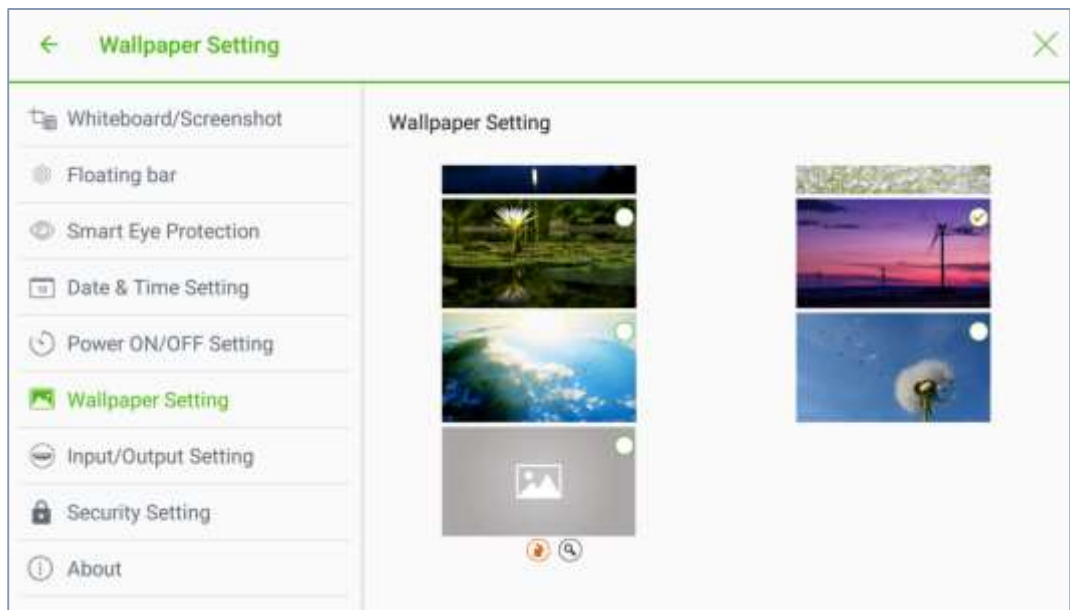 Wallpaper Setting
Whiteboard/Screenshot
Floating bar
Smart Eye Protection
Date & Time Setting
Power ON/OFF Setting
Wallpaper Setting
Input/Output Setting
Security Setting
About
Wallpaper Setting